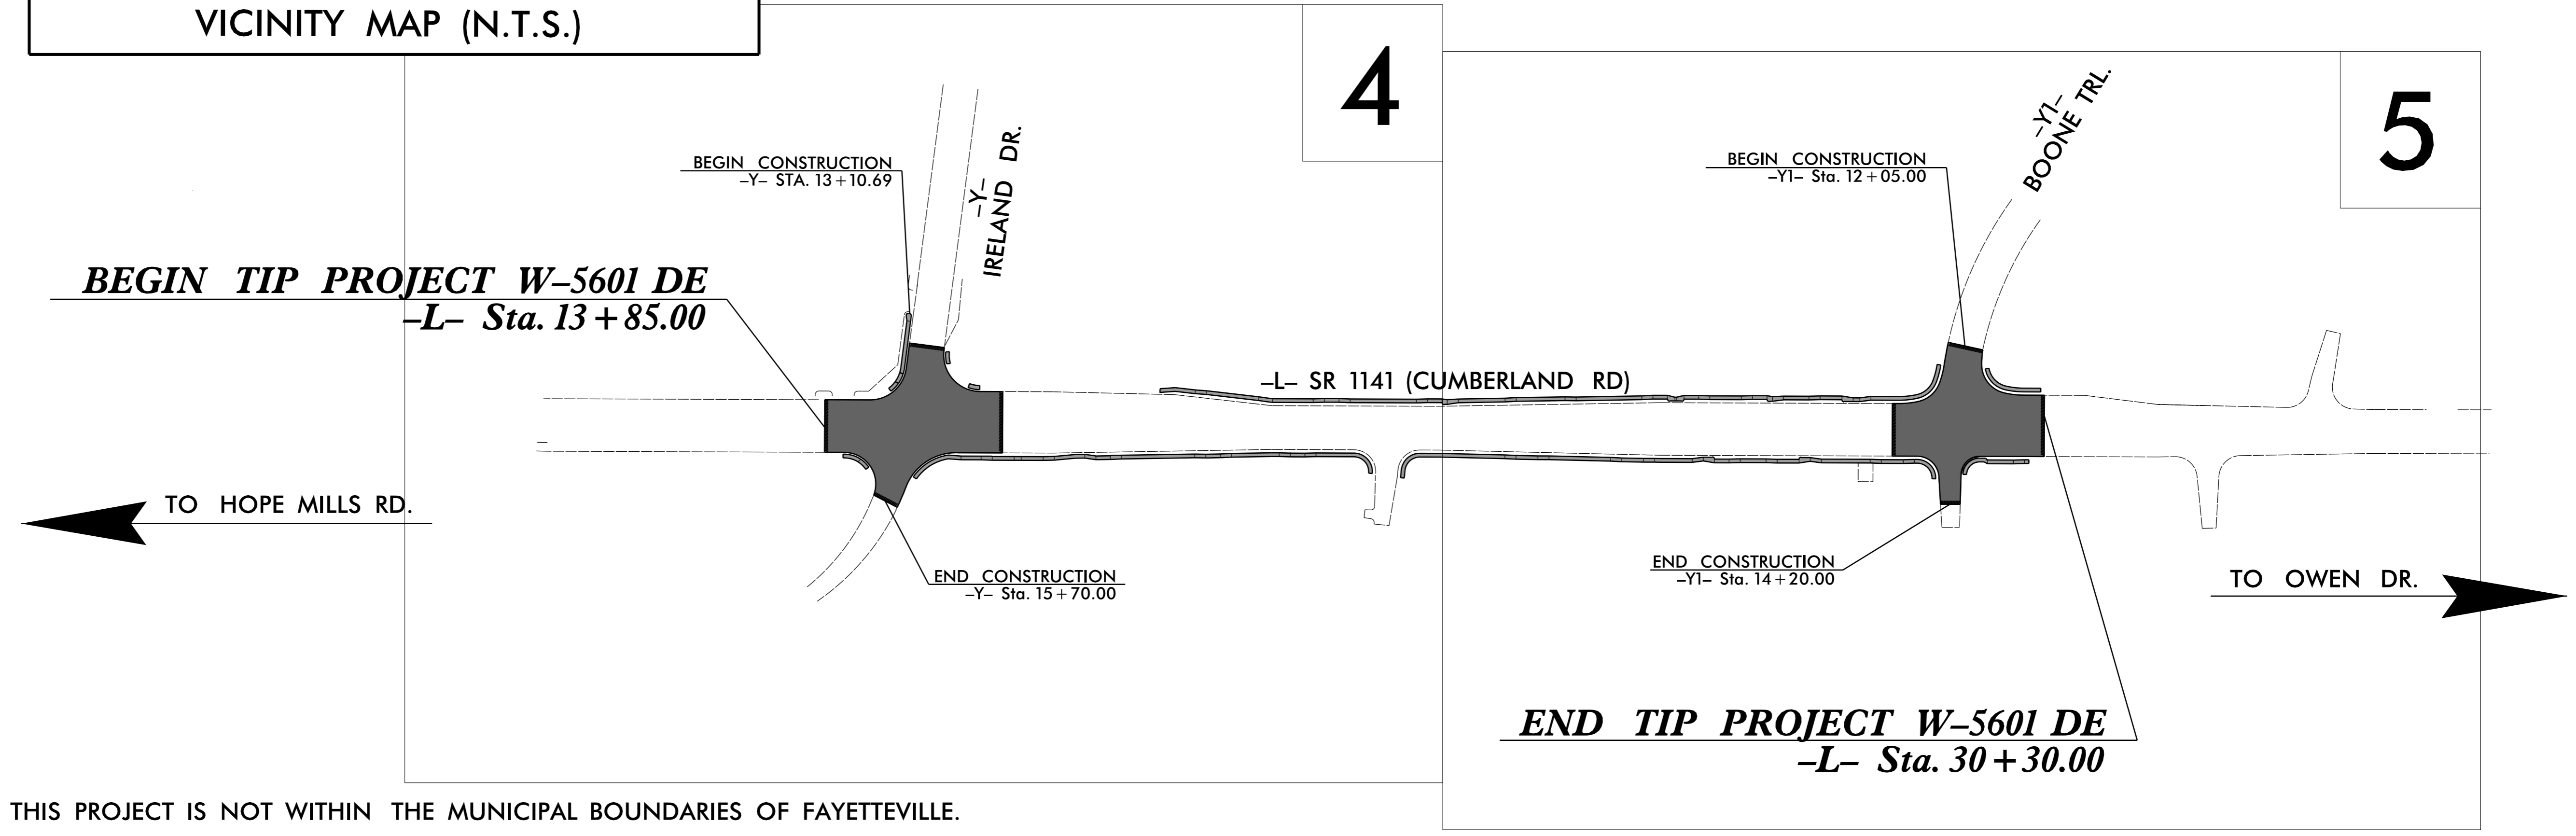 VICINITY MAP (N.T.S.)
4
5
BEGIN CONSTRUCTION
–Y– STA. 13+10.69
–Y–
IRELAND DR.
BEGIN CONSTRUCTION
–Y1– Sta. 12+05.00
–Y1–
BOONE TRL.
BEGIN TIP PROJECT W–5601 DE
–L– Sta. 13+85.00
–L– SR 1141 (CUMBERLAND RD)
TO HOPE MILLS RD.
END CONSTRUCTION
–Y– Sta. 15+70.00
END CONSTRUCTION
–Y1– Sta. 14+20.00
TO OWEN DR.
END TIP PROJECT W–5601 DE
–L– Sta. 30+30.00
THIS PROJECT IS NOT WITHIN THE MUNICIPAL BOUNDARIES OF FAYETTEVILLE.